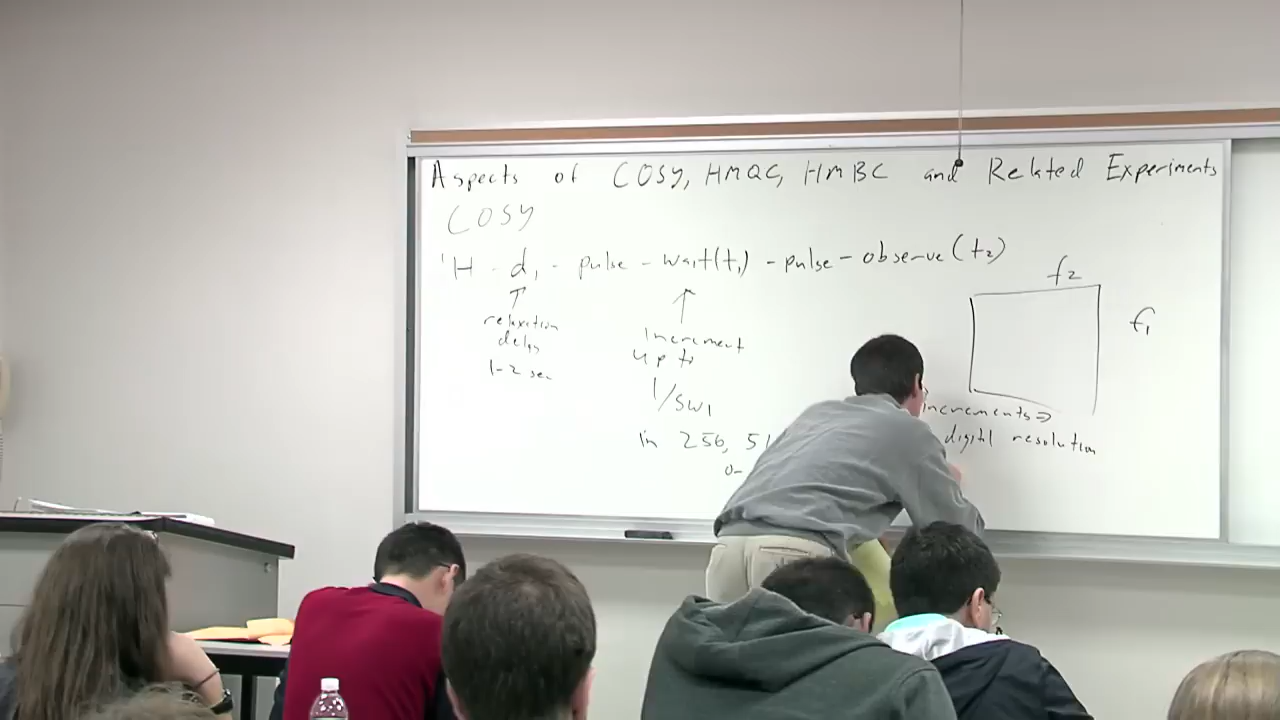 Aspects of COSY, HMQC, HMBC and Related Experiments
COSY
¹H - d₁ - pulse - wait(t₁) - pulse - observe(t₂)
↑
relaxation
delay
1-2 sec
↑
increment
up to
1/SW₁
in 256, 51
f₂
f₁
increments ⇒
digital resolution